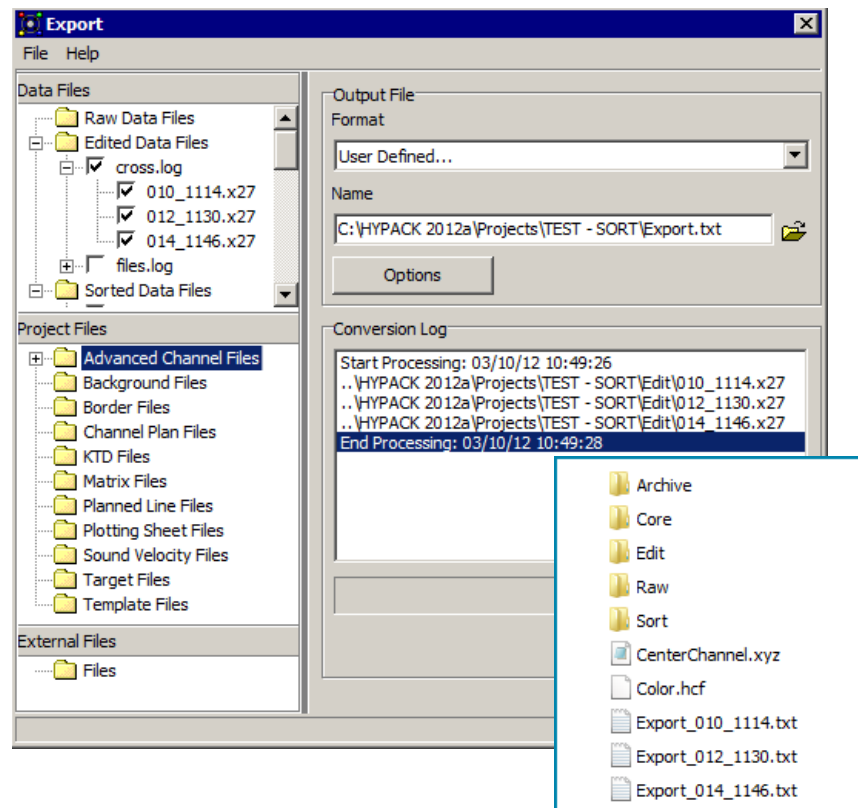 Export
File Help
Data Files
Raw Data Files
Edited Data Files
cross.log
010_1114.x27
012_1130.x27
014_1146.x27
files.log
Sorted Data Files
Project Files
Advanced Channel Files
Background Files
Border Files
Channel Plan Files
KTD Files
Matrix Files
Planned Line Files
Plotting Sheet Files
Sound Velocity Files
Target Files
Template Files
External Files
Files
Output File
Format
User Defined...
Name
C:\HYPACK 2012a\Projects\TEST - SORT\Export.txt
Options
Conversion Log
Start Processing: 03/10/12 10:49:26
..\HYPACK 2012a\Projects\TEST - SORT\Edit\010_1114.x27
..\HYPACK 2012a\Projects\TEST - SORT\Edit\012_1130.x27
..\HYPACK 2012a\Projects\TEST - SORT\Edit\014_1146.x27
End Processing: 03/10/12 10:49:28
Archive
Core
Edit
Raw
Sort
CenterChannel.xyz
Color.hcf
Export_010_1114.txt
Export_012_1130.txt
Export_014_1146.txt